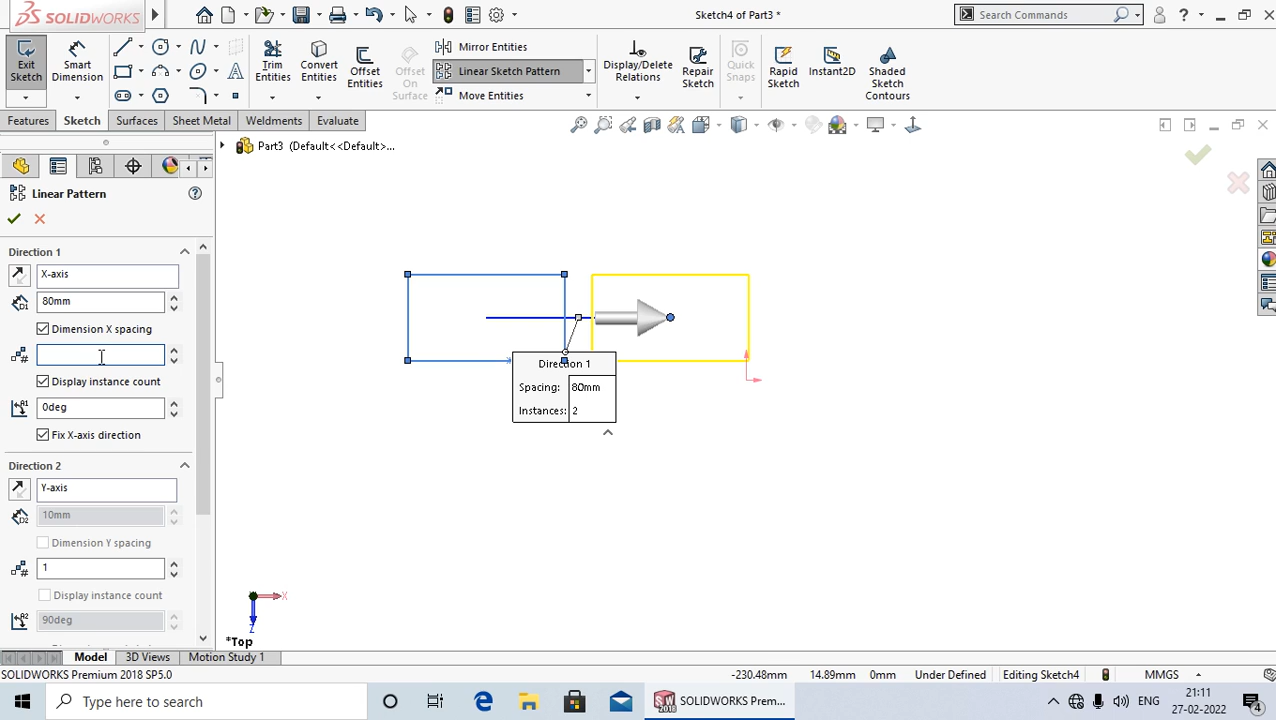 SOLIDWORKS
Sketch4 of Part3 *
Search Commands
Exit Sketch
Smart Dimension
Trim Entities
Convert Entities
Offset Entities
Offset On Surface
Mirror Entities
Linear Sketch Pattern
Move Entities
Display/Delete Relations
Repair Sketch
Quick Snaps
Rapid Sketch
Instant2D
Shaded Sketch Contours
Features
Sketch
Surfaces
Sheet Metal
Weldments
Evaluate
Part3 (Default<<Default>...
Linear Pattern
Direction 1
X-axis
80mm
Dimension X spacing
Display instance count
0deg
Fix X-axis direction
Direction 2
Y-axis
10mm
Dimension Y spacing
1
Display instance count
90deg
Direction 1
Spacing: 80mm
Instances: 2
X
Z
*Top
Model
3D Views
Motion Study 1
SOLIDWORKS Premium 2018 SP5.0
-230.48mm
14.89mm
0mm
Under Defined
Editing Sketch4
MMGS
Type here to search
SOLIDWORKS Prem...
ENG
21:11
27-02-2022
4